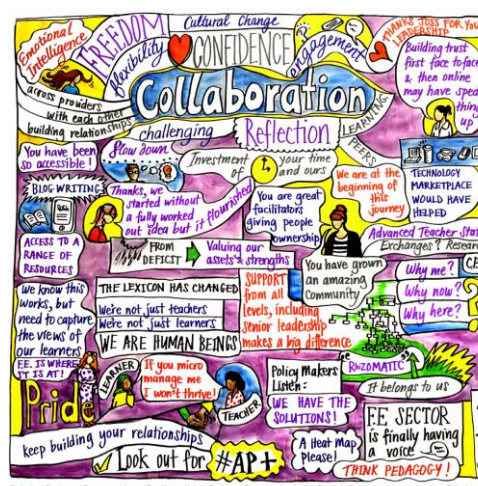 Emotional
Intelligence
FREEDOM
flexibility
Cultural Change
CONFIDENCE
engagement
THANKS JOSS FOR YOUR
LEADERSHIP
Building trust
first face to face
& then online
may have
thing
up
across providers
with each other
building relationships
Collaboration
LEARNING
PEERS
challenging
Reflection
You have been
so accessible!
Slow Down
Investment
of
your time
and ours
BLOG WRITING
Thanks, we
started without
a fully worked
out idea but it flourished
You are great
facilitators
giving people
ownership
We are at the
beginning of
this
journey
TECHNOLOGY
MARKETPLACE
WOULD HAVE
HELPED
ACCESS TO A
RANGE OF
RESOURCES
FROM
DEFICIT
Valuing our
assets & strengths
Advanced Teacher
Exchanges?
we know this
works, but
need to capture
the views of
our learners
F.E. IS WHERE
IT IS AT!
THE LEXICON HAS CHANGED
We're not just teachers
We're not just learners
WE ARE HUMAN BEINGS
SUPPORT
from all
levels, including
senior leadership
makes a big difference
You have grown
an amazing
Community
Why me?
Why now?
Why here?
RHIZOMATIC
It belongs to us
Pride
LEARNER
If you micro
manage me
I won't thrive!
TEACHER
Policy Makers
Listen:
WE HAVE THE
SOLUTIONS!
keep building your relationships
Look out for #AP+
A Heat Map
Please!
F.E SECTOR
is finally having
a voice
THINK PEDAGOGY!